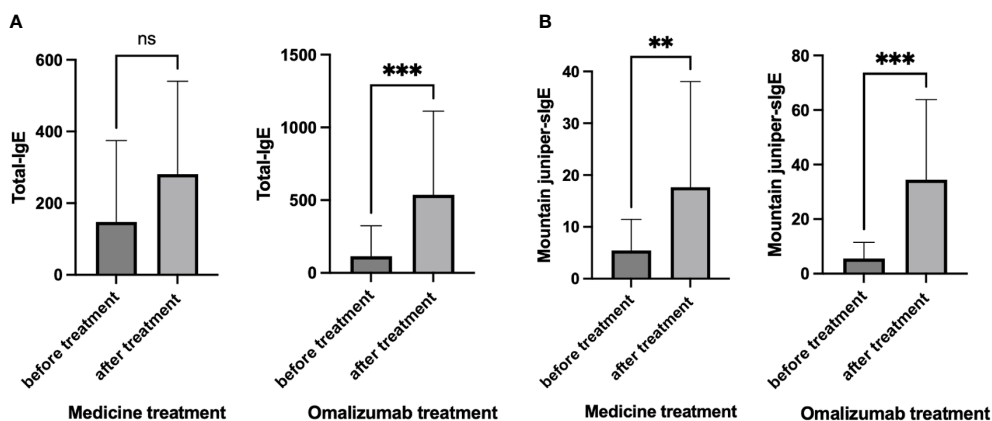 A
Total-IgE
600
400
200
0
ns
before treatment
after treatment
Medicine treatment
Total-IgE
1500
1000
500
0
***
before treatment
after treatment
Omalizumab treatment
B
Mountain juniper-sIgE
40
30
20
10
0
**
before treatment
after treatment
Medicine treatment
Mountain juniper-sIgE
80
60
40
20
0
***
before treatment
after treatment
Omalizumab treatment